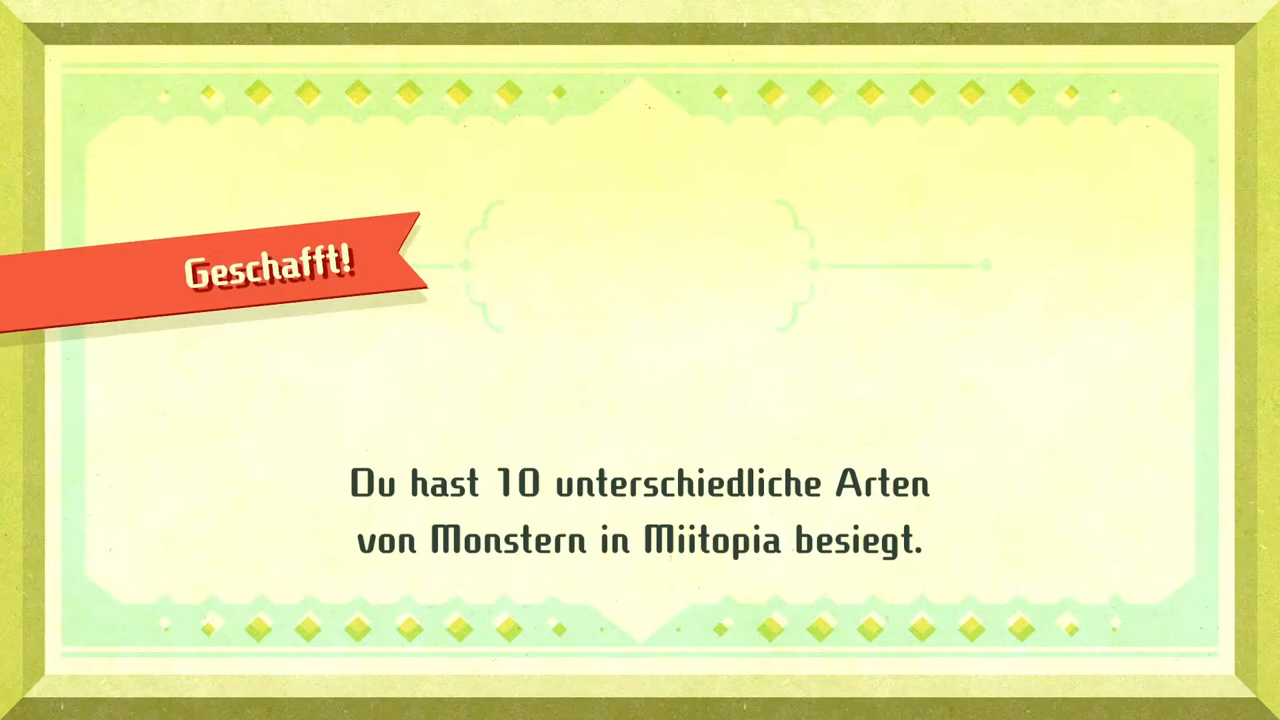 Geschafft!
Du hast 10 unterschiedliche Arten
von Monstern in Miitopia besiegt.